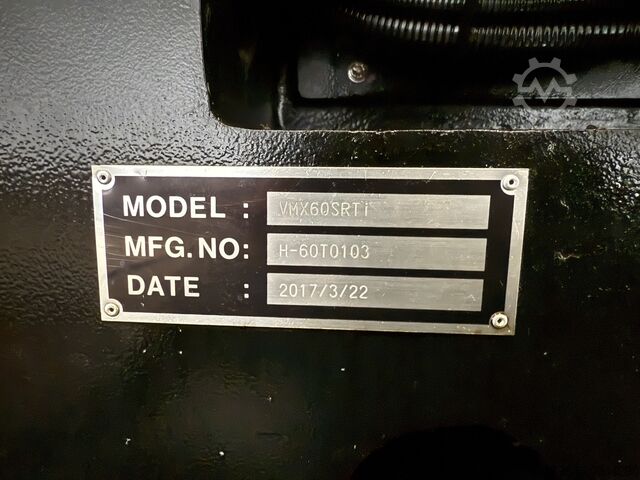 MODEL : VMX60SRTi
MFG.NO: H-60T0103
DATE : 2017/3/22